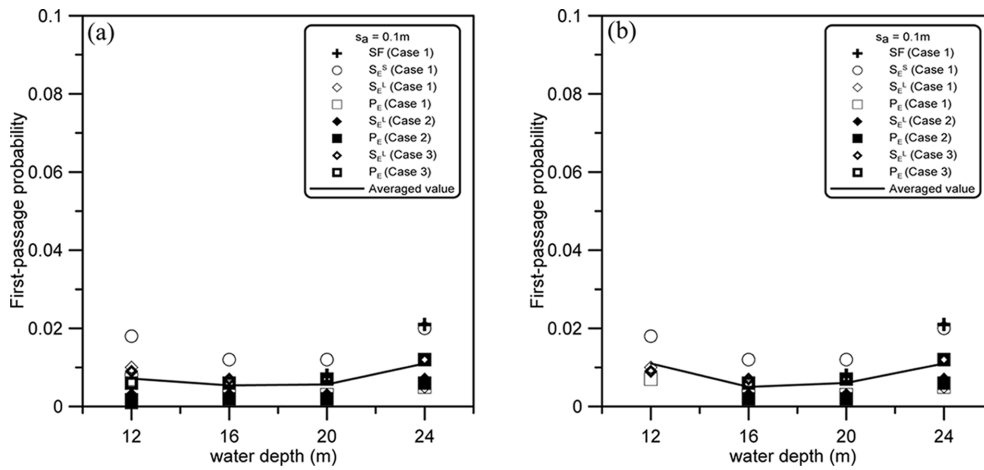 (a)
First-passage probability
0.1
0.08
0.06
0.04
0.02
0
12 16 20 24
water depth (m)
sa = 0.1m
SF (Case 1)
SES (Case 1)
SEL (Case 1)
PE (Case 1)
SEL (Case 2)
PE (Case 2)
SEL (Case 3)
PE (Case 3)
Averaged value
(b)
First-passage probability
0.1
0.08
0.06
0.04
0.02
0
12 16 20 24
water depth (m)
sa = 0.1m
SF (Case 1)
SES (Case 1)
SEL (Case 1)
PE (Case 1)
SEL (Case 2)
PE (Case 2)
SEL (Case 3)
PE (Case 3)
Averaged value